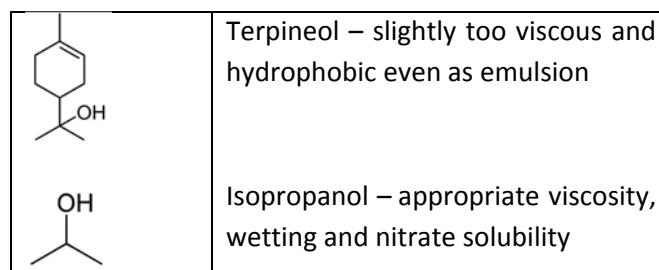 Terpineol – slightly too viscous and
hydrophobic even as emulsion
OH
OH
Isopropanol – appropriate viscosity,
wetting and nitrate solubility